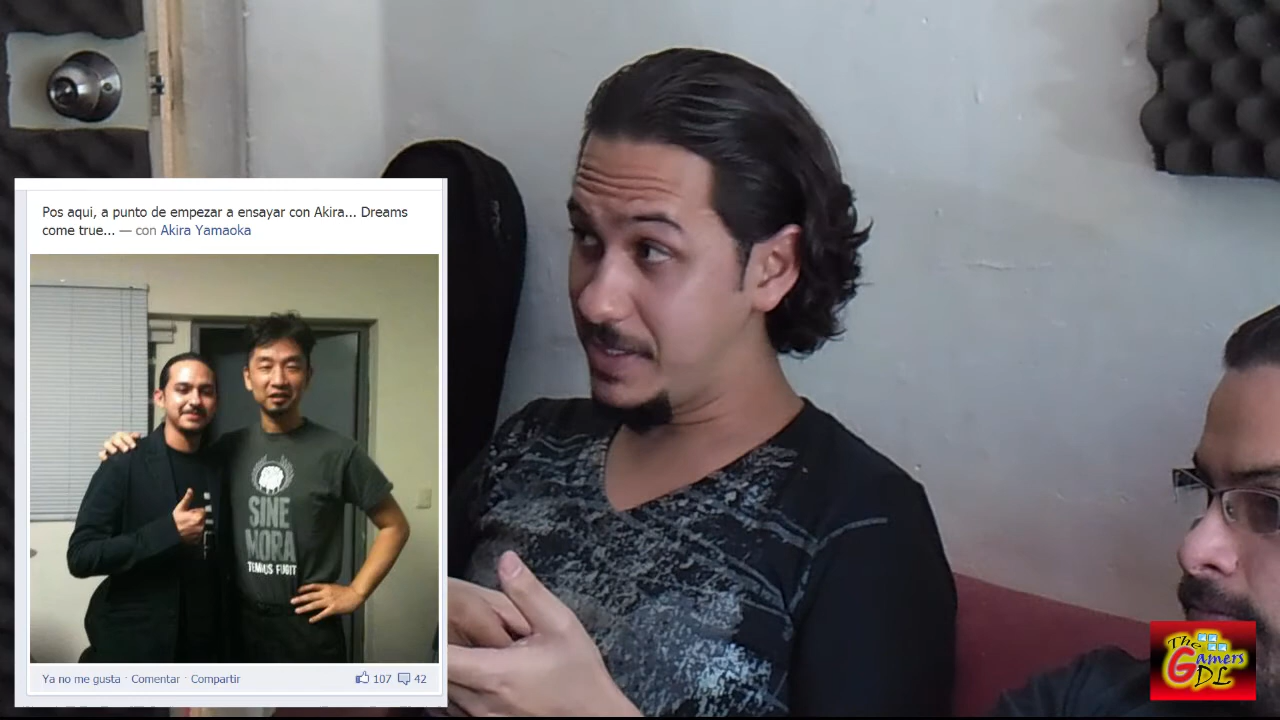 Pos aqui, a punto de empezar a ensayar con Akira... Dreams
come true... — con Akira Yamaoka
SINE
MORA
TEMPUS FUGIT
Ya no me gusta · Comentar · Compartir
107
42
The
Gamers
DL